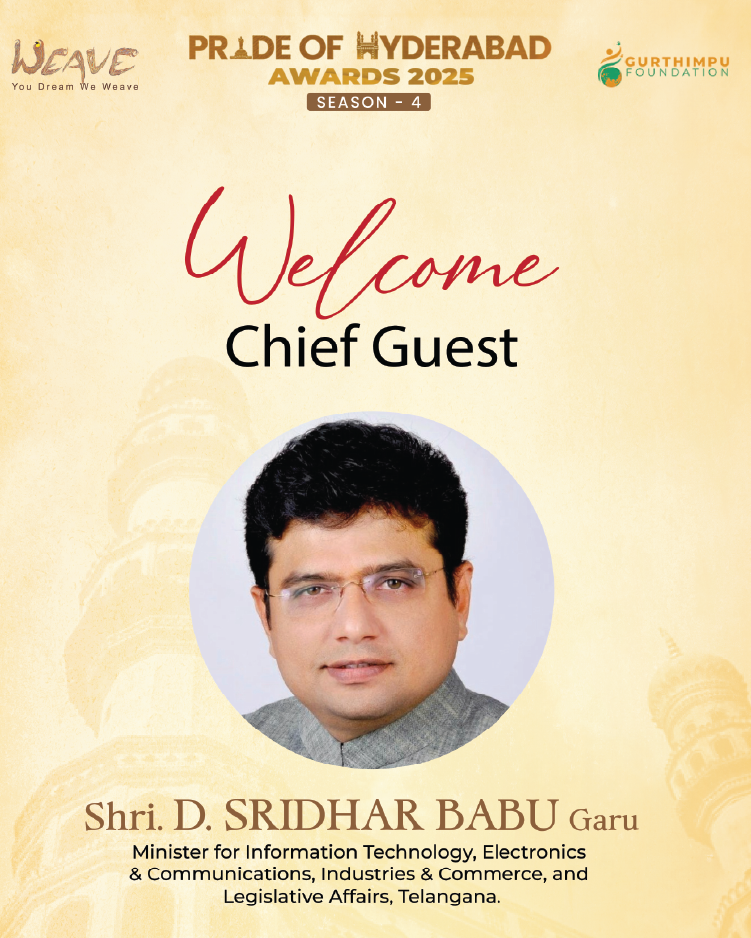 WEAVE
You Dream We Weave
PRIDE OF HYDERABAD
AWARDS 2025
SEASON - 4
GURTHIMPU
FOUNDATION
Welcome
Chief Guest
Shri. D. SRIDHAR BABU Garu
Minister for Information Technology, Electronics
& Communications, Industries & Commerce, and
Legislative Affairs, Telangana.